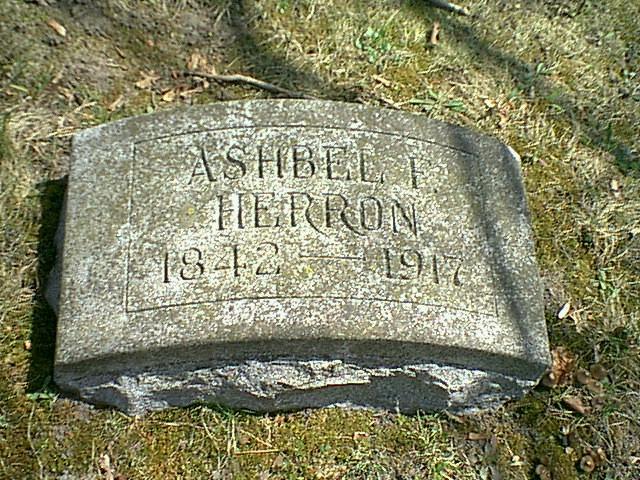 ASHBEL F.
HERRON
1842 — 1917